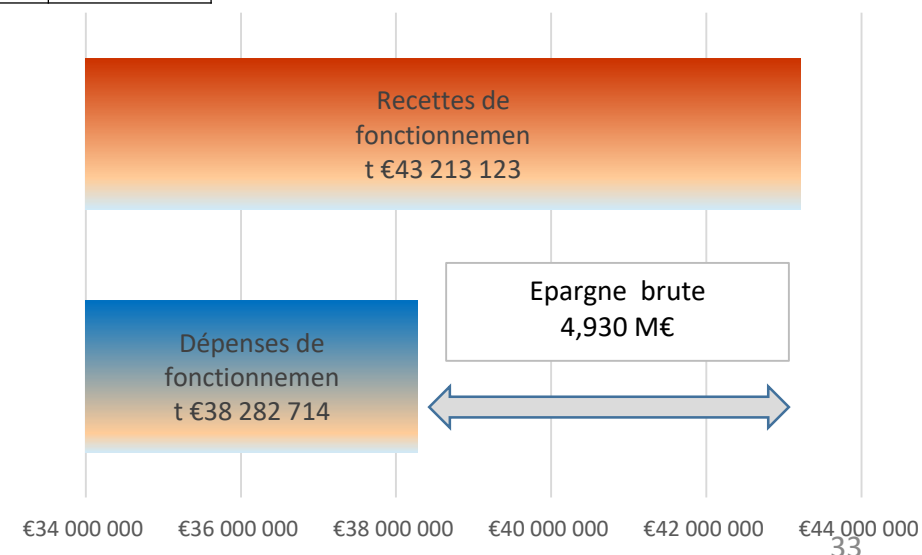 Recettes de
fonctionnemen
t €43 213 123
Epargne brute
4,930 M€
Dépenses de
fonctionnemen
t €38 282 714
€34 000 000 €36 000 000 €38 000 000 €40 000 000 €42 000 000 €44 000 000
33